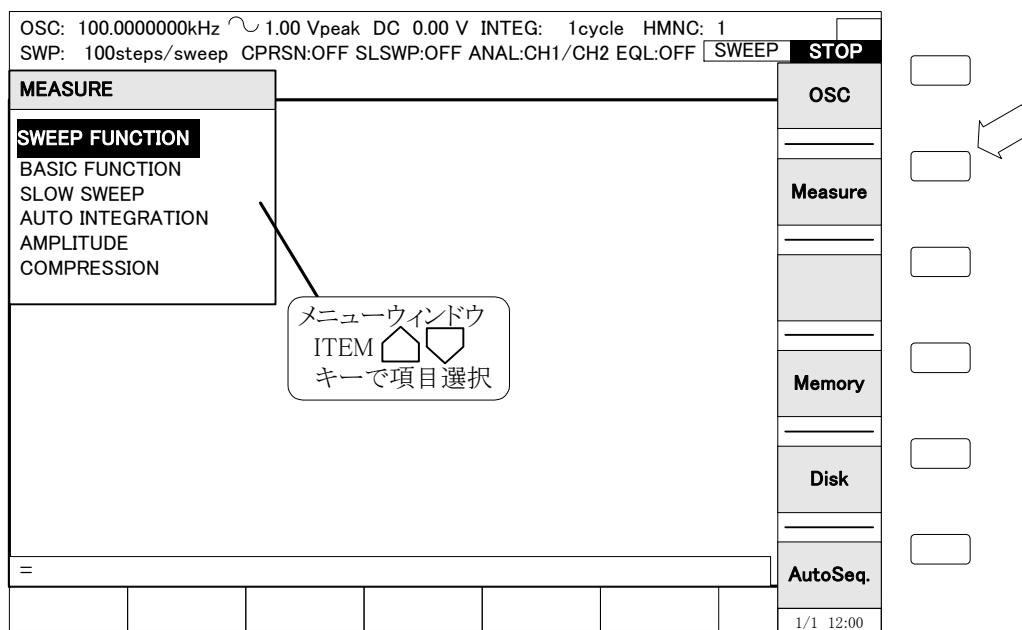 OSC: 100.0000000kHz 1.00 Vpeak DC 0.00 V INTEG: 1cycle HMNC: 1
SWP: 100steps/sweep CPRSN:OFF SLSWP:OFF ANAL:CH1/CH2 EQL:OFF SWEEP STOP
MEASURE
SWEEP FUNCTION
BASIC FUNCTION
SLOW SWEEP
AUTO INTEGRATION
AMPLITUDE
COMPRESSION
メニューウィンドウ
ITEM
キーで項目選択
=
OSC
Measure
Memory
Disk
AutoSeq.
1/1 12:00